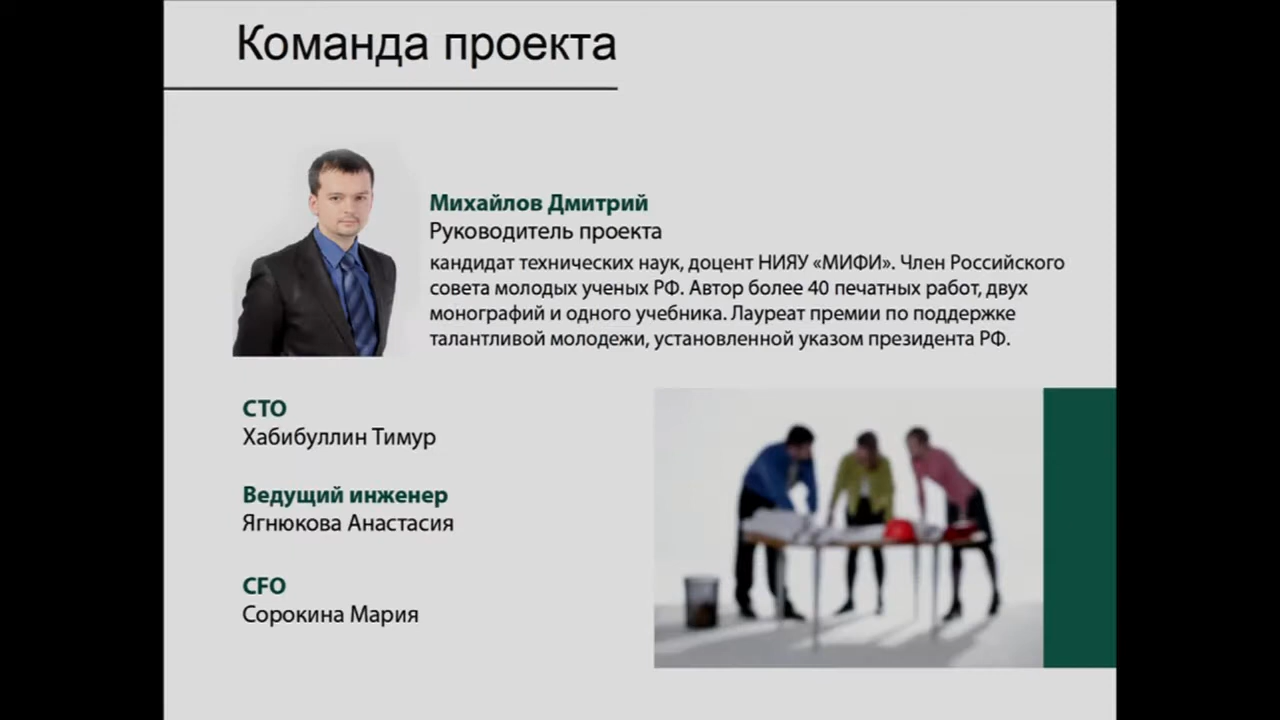 Команда проекта
Михайлов Дмитрий
Руководитель проекта
кандидат технических наук, доцент НИЯУ «МИФИ». Член Российского
совета молодых ученых РФ. Автор более 40 печатных работ, двух
монографий и одного учебника. Лауреат премии по поддержке
талантливой молодежи, установленной указом президента РФ.
CTO
Хабибуллин Тимур
Ведущий инженер
Ягнюкова Анастасия
CFO
Сорокина Мария